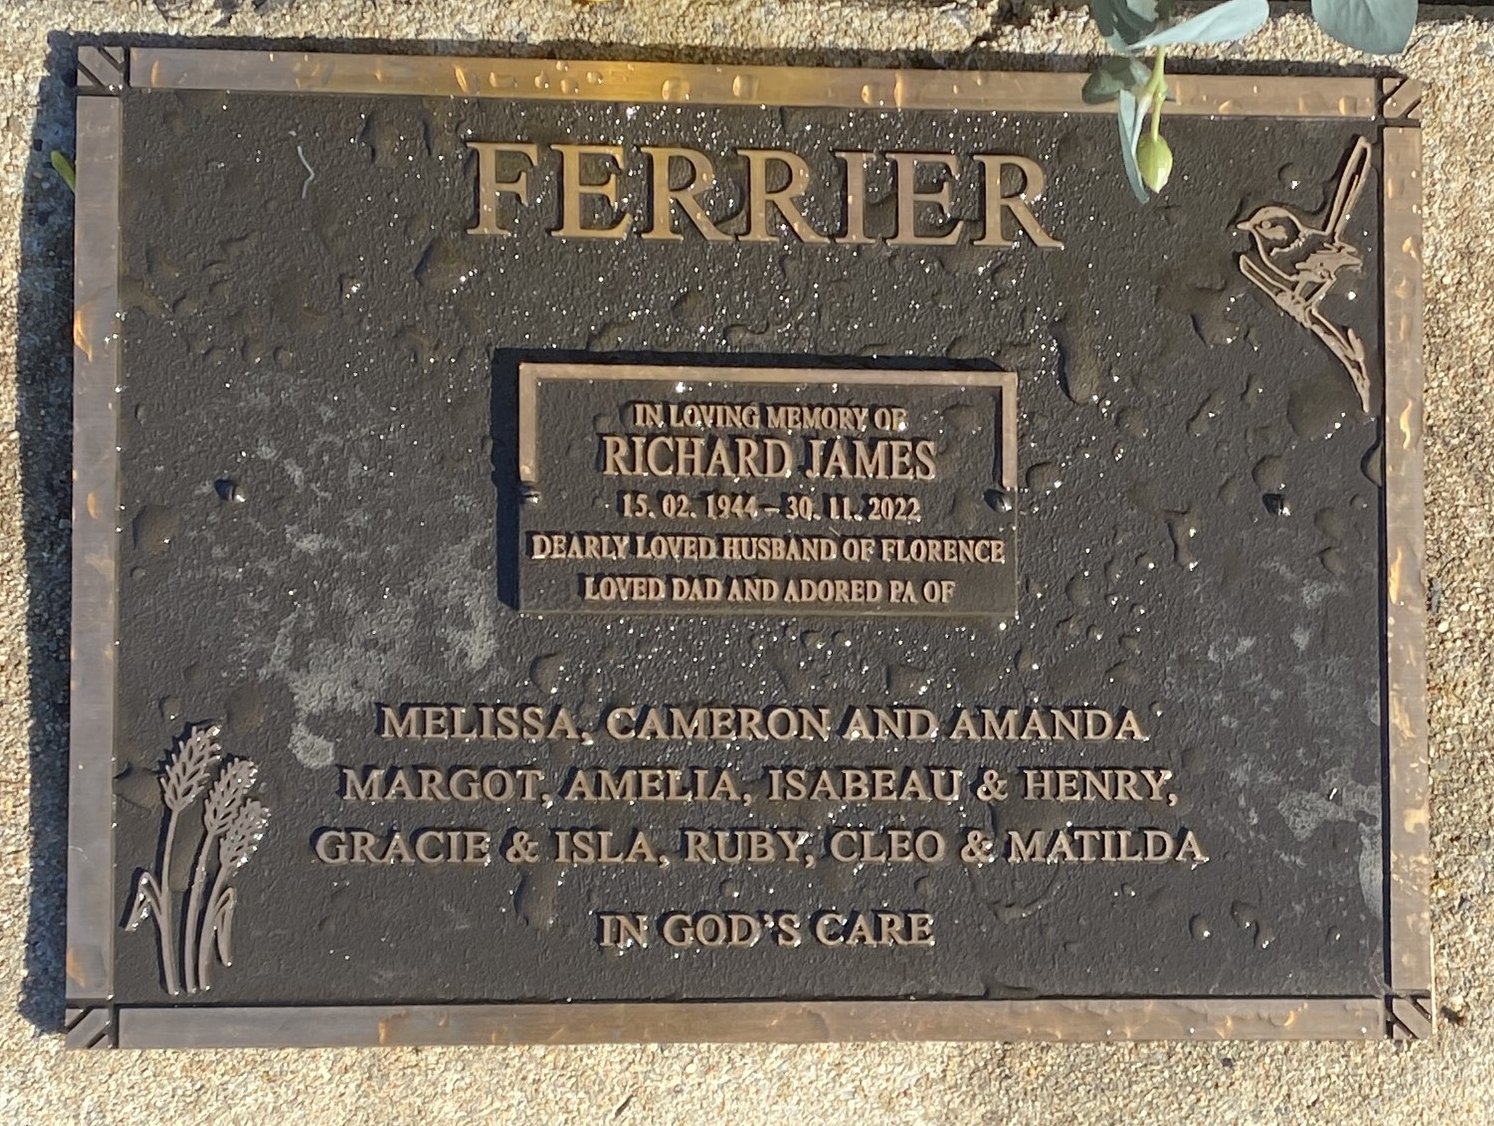 FERRIER
IN LOVING MEMORY OF
RICHARD JAMES
15. 02. 1944 – 30. 11. 2022
DEARLY LOVED HUSBAND OF FLORENCE
LOVED DAD AND ADORED PA OF
MELISSA, CAMERON AND AMANDA
MARGOT, AMELIA, ISABEAU & HENRY,
GRACIE & ISLA, RUBY, CLEO & MATILDA
IN GOD'S CARE